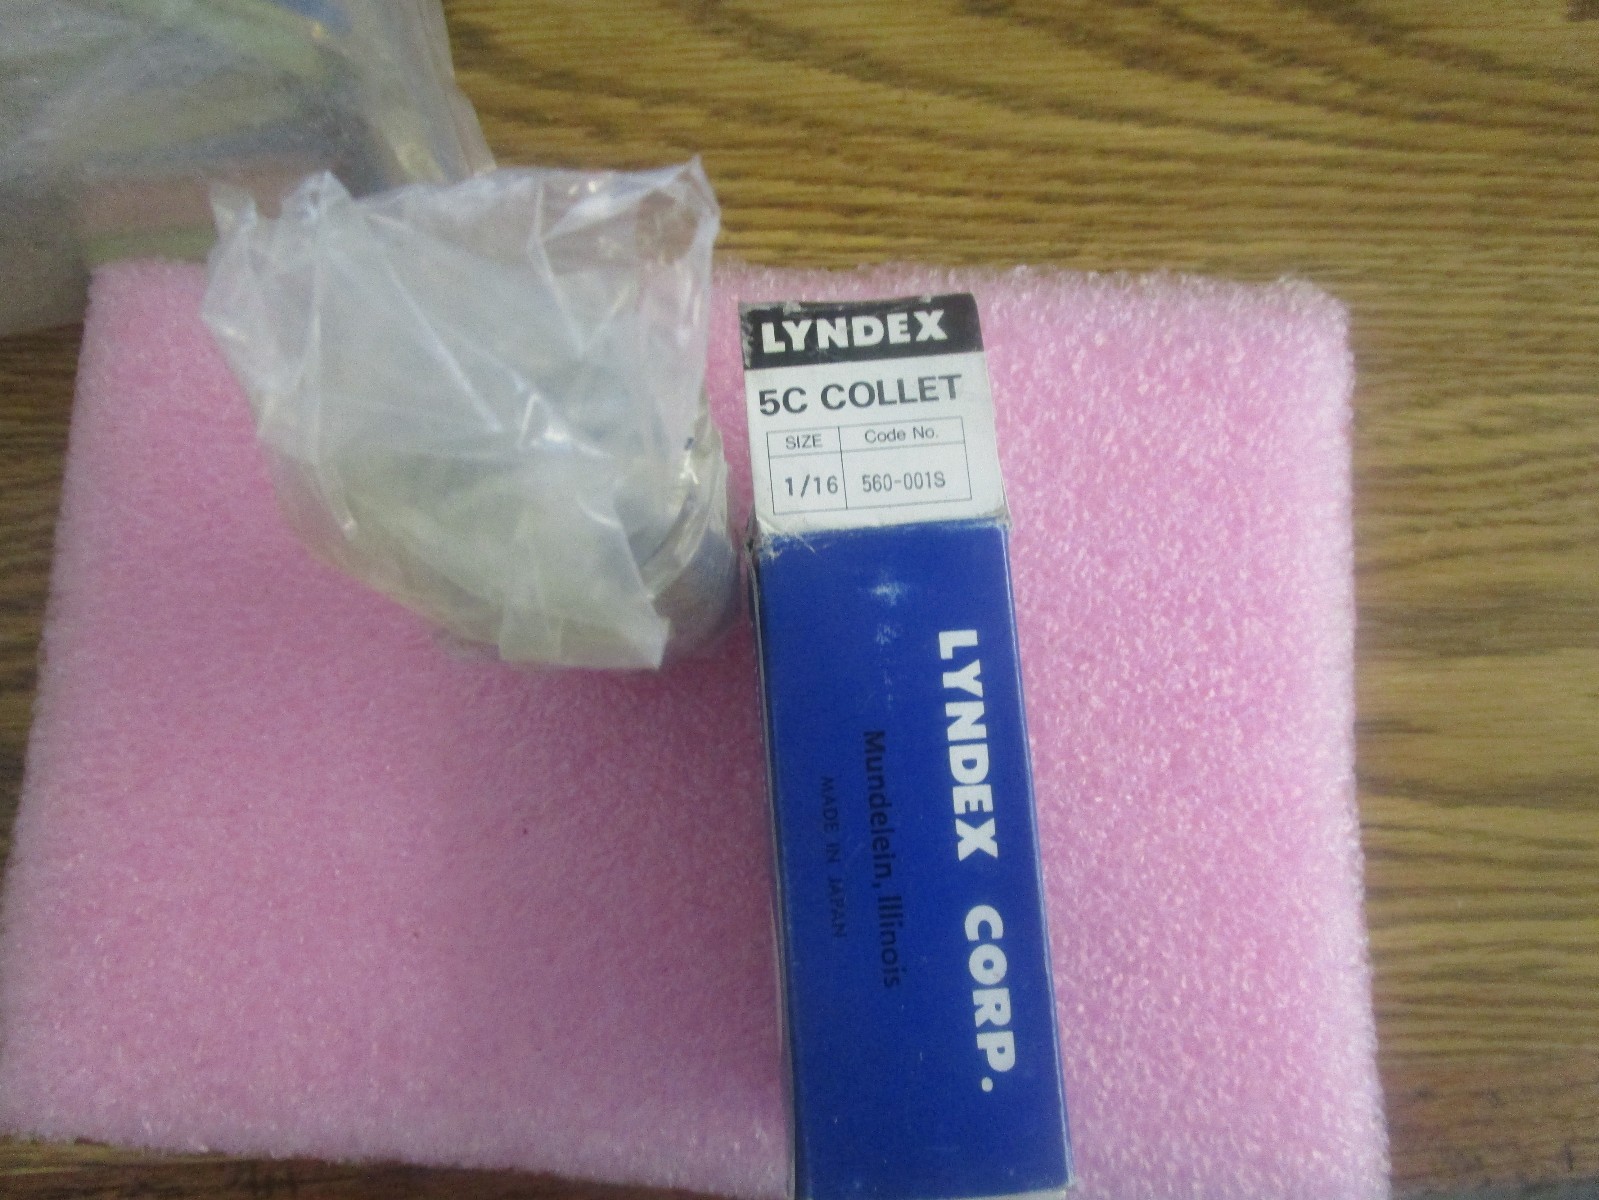 LYNDEX
5C COLLET
SIZE Code No.
1/16 560-001S
LYNDEX CORP.
Mundelein, Illinois
MADE IN JAPAN